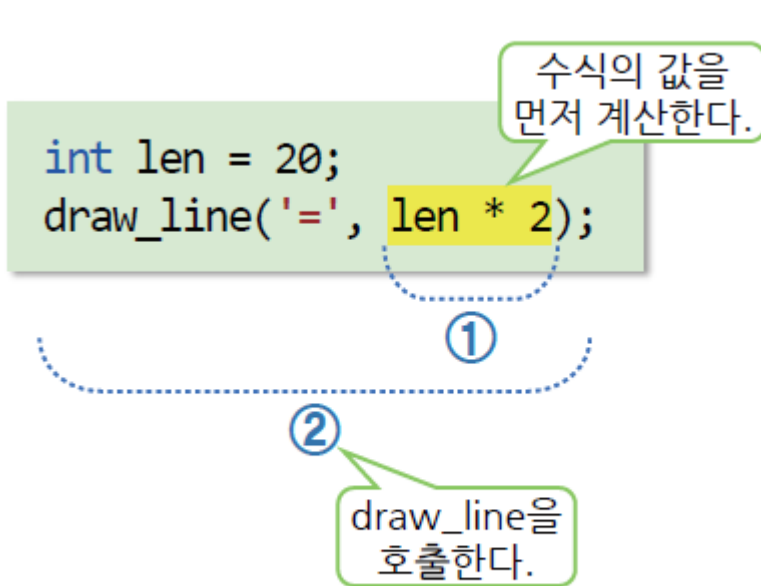 수식의 값을
먼저 계산한다.
int len = 20;
draw_line('=', len * 2);
①
②
draw_line을
호출한다.